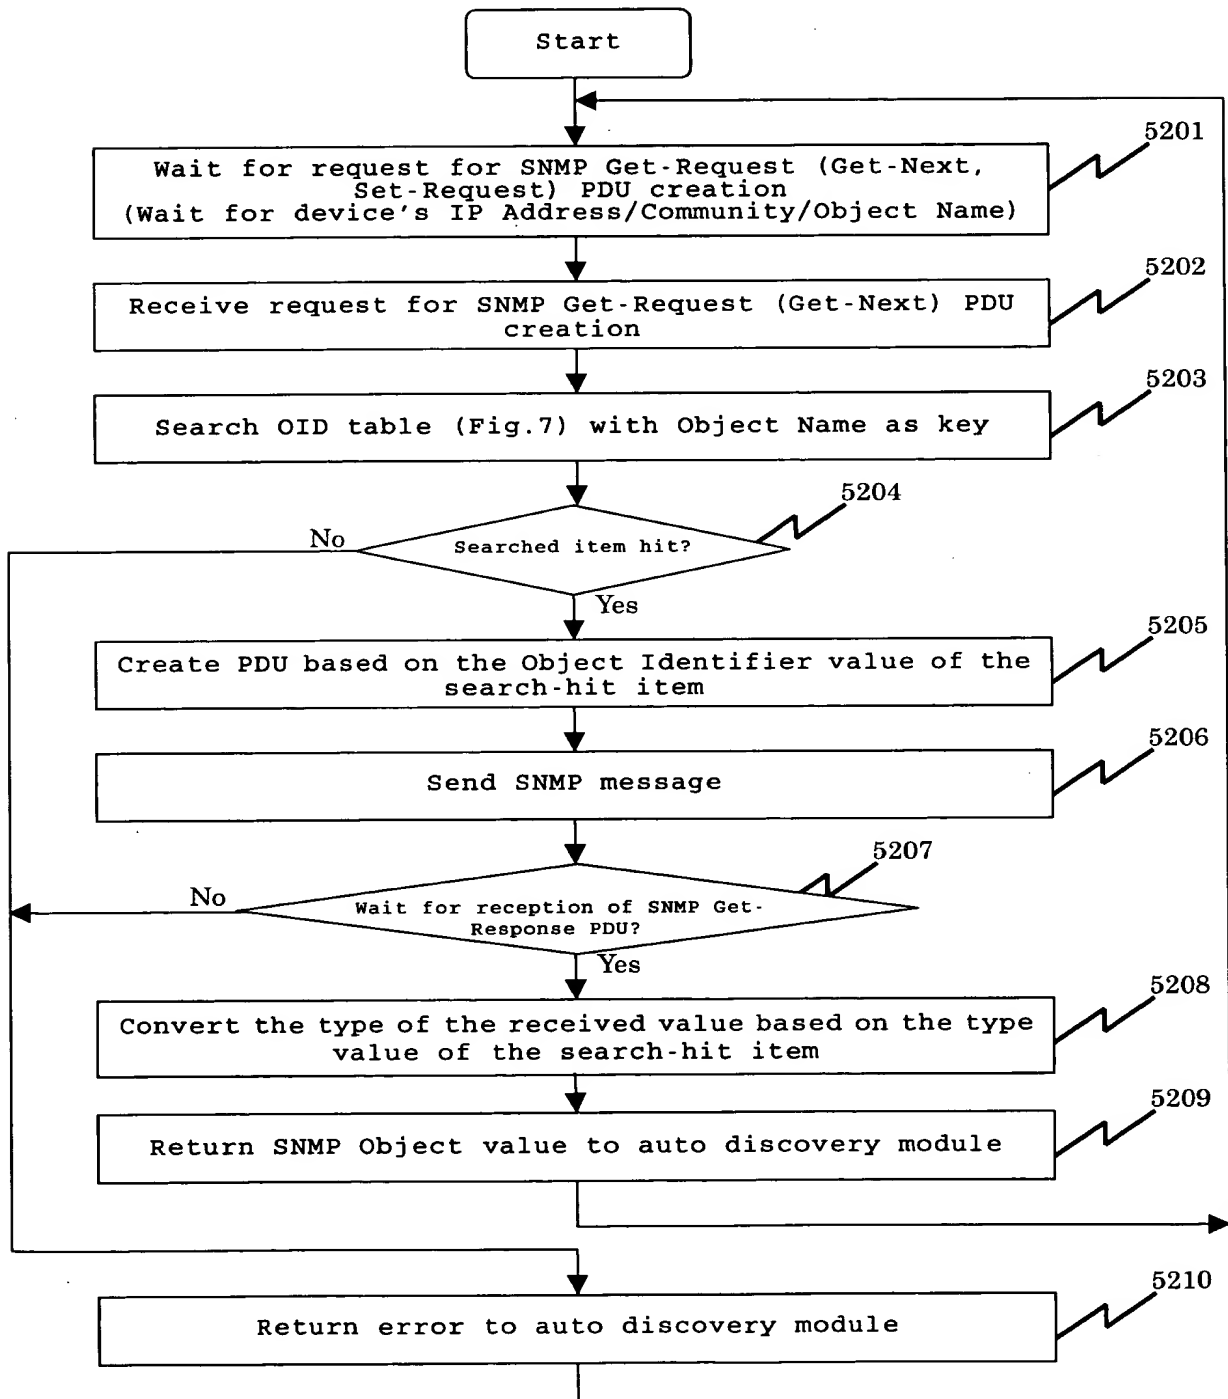 Start
5201
Wait for request for SNMP Get-Request (Get-Next,
Set-Request) PDU creation
(Wait for device's IP Address/Community/Object Name)
5202
Receive request for SNMP Get-Request (Get-Next) PDU
creation
5203
Search OID table (Fig.7) with Object Name as key
5204
No
Searched item hit?
Yes
5205
Create PDU based on the Object Identifier value of the
search-hit item
5206
Send SNMP message
5207
No
Wait for reception of SNMP Get-
Response PDU?
Yes
5208
Convert the type of the received value based on the type
value of the search-hit item
5209
Return SNMP Object value to auto discovery module
5210
Return error to auto discovery module